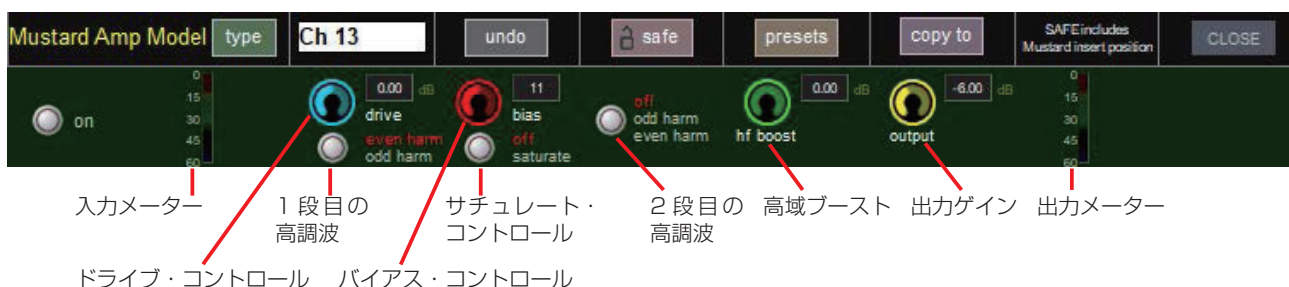 Mustard Amp Model type Ch 13 undo safe presets copy to SAFE includes Mustard insert position CLOSE
on
0
15
30
45
60
0.00 dB
drive
even harm
odd harm
11
bias
off
saturate
off
odd harm
even harm
0.00 dB
hf boost
-6.00 dB
output
0
15
30
45
60
入力メーター
1 段目の
高調波
サチュレート・
コントロール
2 段目の
高調波
高域ブースト
出力ゲイン
出力メーター
ドライブ・コントロール
バイアス・コントロール